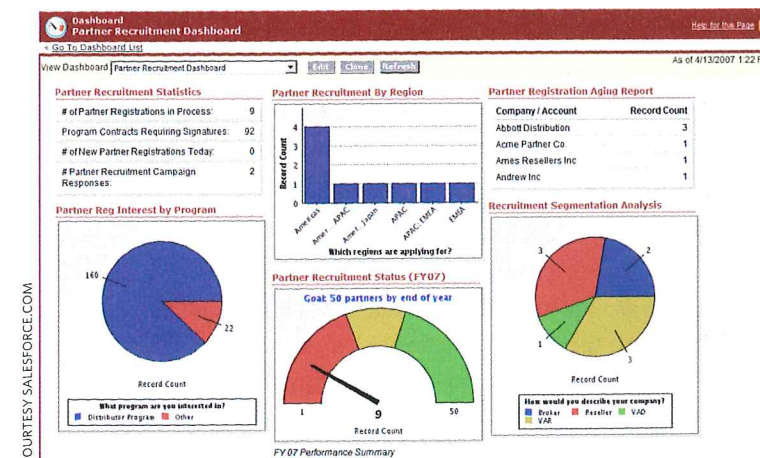 Dashboard
Partner Recruitment Dashboard
Help for this Page
« Go To Dashboard List
View Dashboard Partner Recruitment Dashboard Edit Clone Refresh
As of 4/13/2007 1:22
Partner Recruitment Statistics
# of Partner Registrations in Process: 9
Program Contracts Requiring Signatures: 92
# of New Partner Registrations Today: 0
# Partner Recruitment Campaign
Responses: 2
Partner Reg Interest by Program
160
22
Record Count
What program are you interested in?
Distributor Program Other
Partner Recruitment By Region
Record Count
4
3
2
1
0
Americas
Amer.. APAC
Amer.. Japan
APAC
APAC; EMEA
EMEA
Which regions are applying for?
Partner Recruitment Status (FY07)
Goal: 50 partners by end of year
1
9
50
Record Count
FY 07 Performance Summary
Partner Registration Aging Report
Company / Account Record Count
Abbott Distribution 3
Acme Partner Co 1
Ames Resellers Inc 1
Andrew Inc 1
Recruitment Segmentation Analysis
3
2
1
3
Record Count
How would you describe your company?
Broker Reseller VAD
VAR
OURTESY SALESFORCE.COM